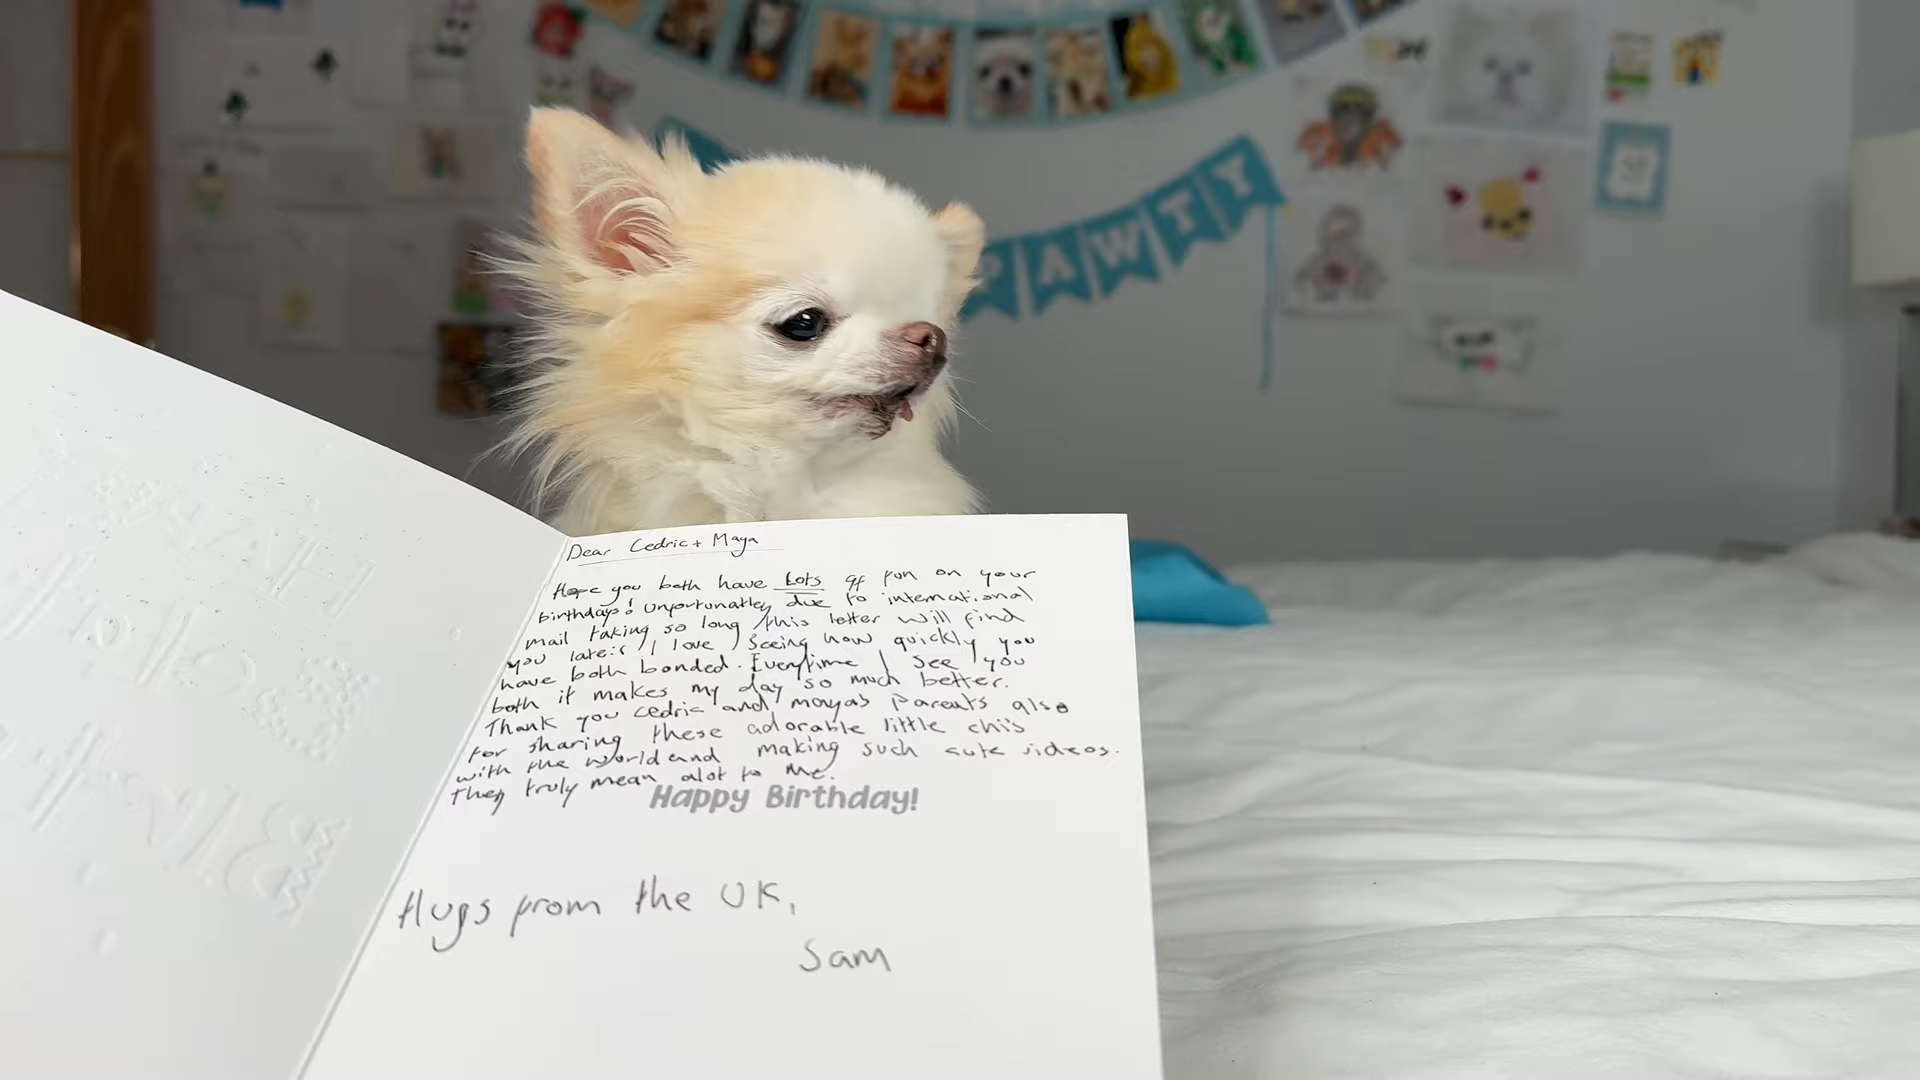 PAWTY
Dear Cedric + Maya
Hope you both have Lots of fun on your
birthdays! Unfortunatley due to international
mail taking so long this letter will find
you late:( I love seeing how quickly you
have both bonded. Everytime I see you
both it makes my day so much better.
Thank you Cedric and maya's Parents also
for sharing these adorable little chi's
with the world and making such cute videos.
They truly mean alot to me.
Happy Birthday!
Hugs from the UK,
Sam